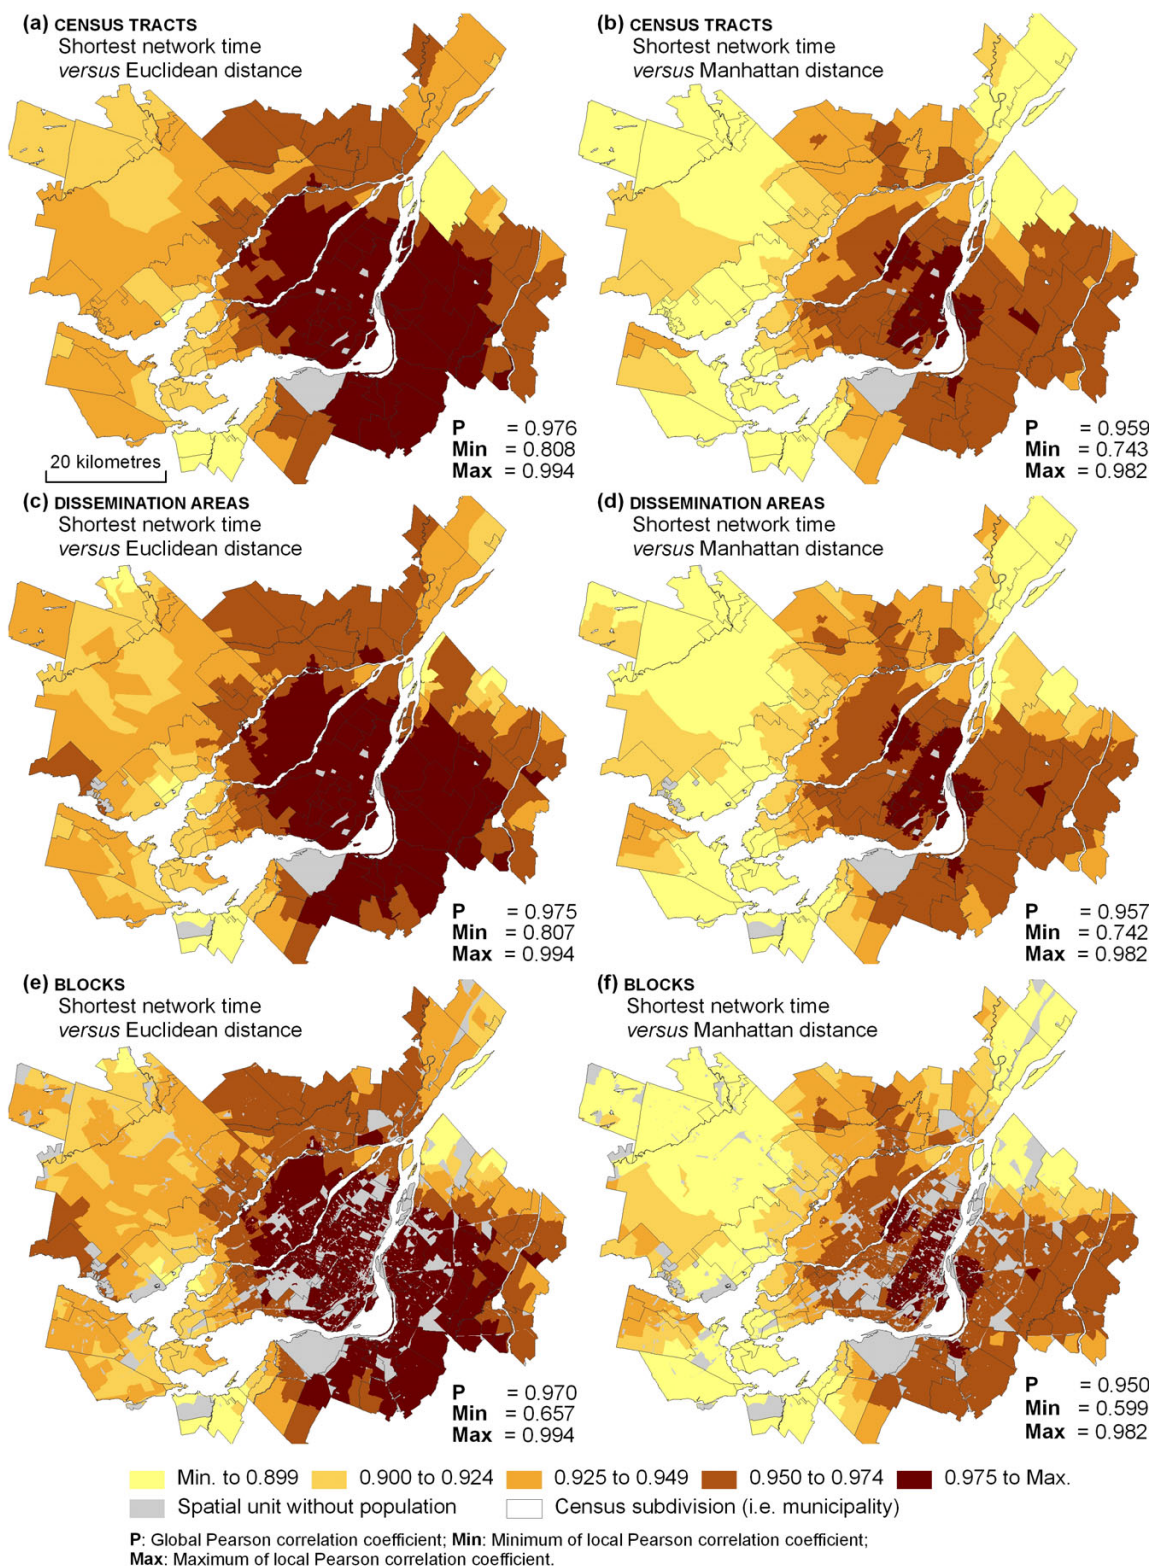 (a) CENSUS TRACTS
Shortest network time
versus Euclidean distance
(b) CENSUS TRACTS
Shortest network time
versus Manhattan distance
P = 0.976
Min = 0.808
Max = 0.994
20 kilometres
P = 0.959
Min = 0.743
Max = 0.982
(c) DISSEMINATION AREAS
Shortest network time
versus Euclidean distance
(d) DISSEMINATION AREAS
Shortest network time
versus Manhattan distance
P = 0.975
Min = 0.807
Max = 0.994
P = 0.957
Min = 0.742
Max = 0.982
(e) BLOCKS
Shortest network time
versus Euclidean distance
(f) BLOCKS
Shortest network time
versus Manhattan distance
P = 0.970
Min = 0.657
Max = 0.994
P = 0.950
Min = 0.599
Max = 0.982
Min. to 0.899 0.900 to 0.924 0.925 to 0.949 0.950 to 0.974 0.975 to Max.
Spatial unit without population Census subdivision (i.e. municipality)
P: Global Pearson correlation coefficient; Min: Minimum of local Pearson correlation coefficient;
Max: Maximum of local Pearson correlation coefficient.